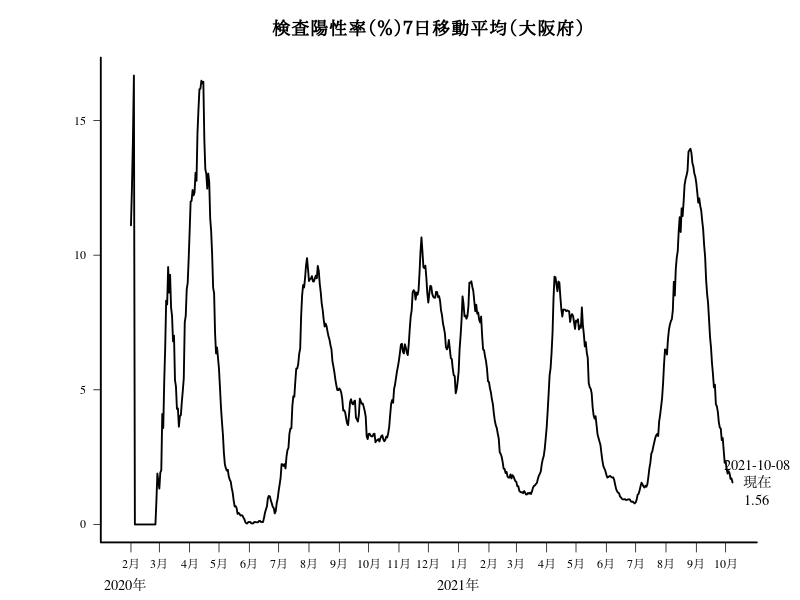 検査陽性率(%)7日移動平均(大阪府)
15
10
5
0
2021-10-08
現在
1.56
2月 3月 4月 5月 6月 7月 8月 9月 10月 11月 12月 1月 2月 3月 4月 5月 6月 7月 8月 9月 10月
2020年 2021年